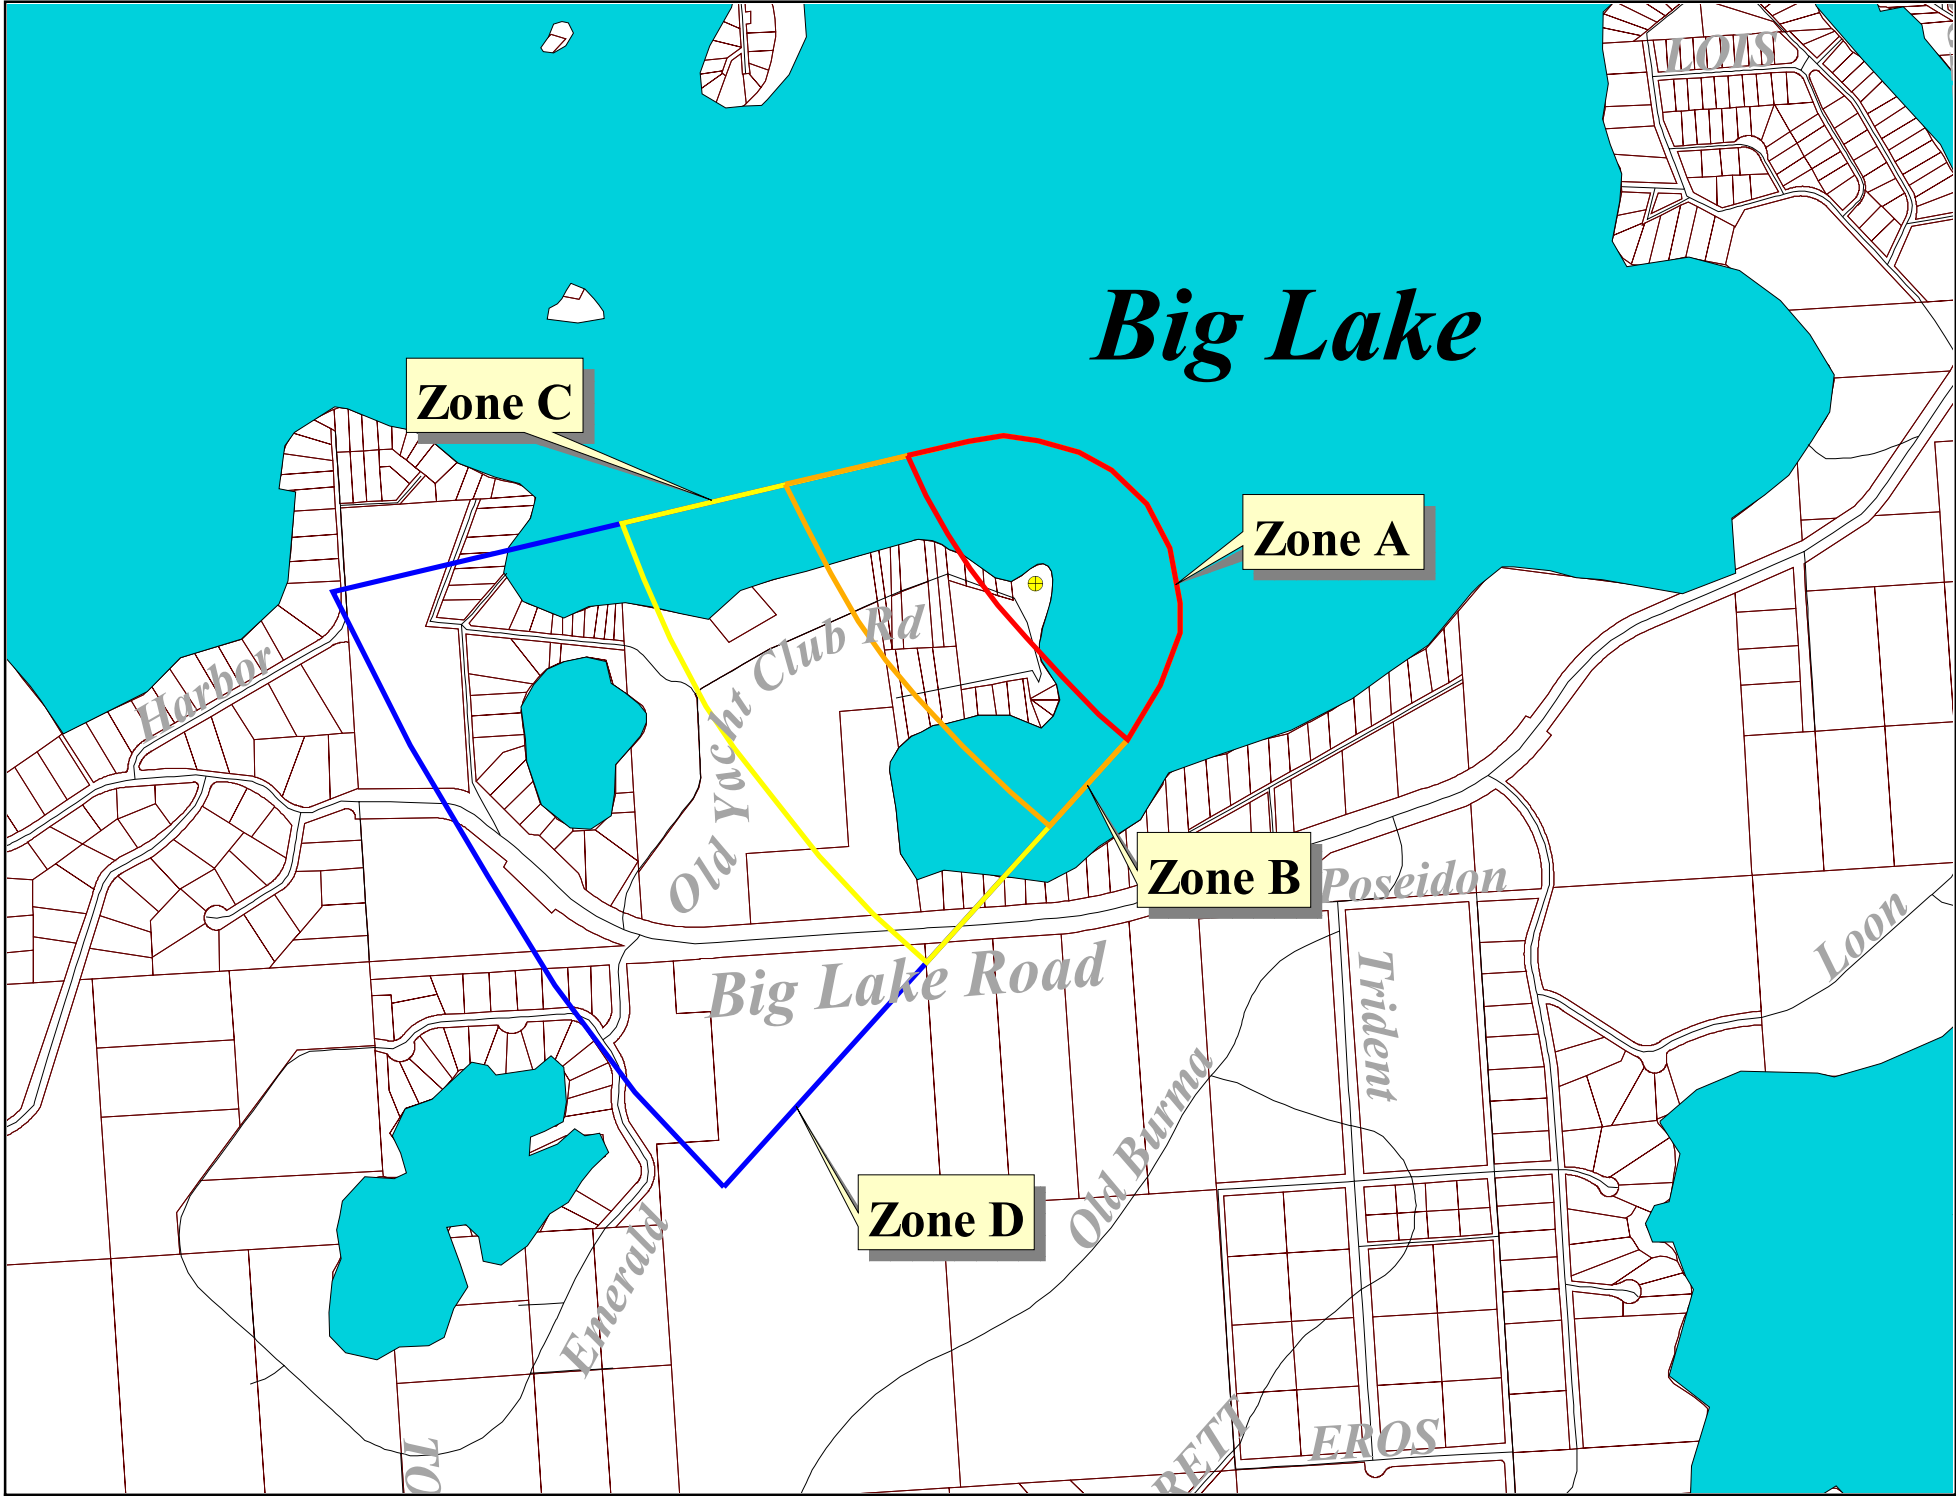 LOIS
Big Lake
Zone C
Zone A
Harbor
Old Yacht Club Rd
Zone B
Poseidon
Loon
Big Lake Road
Trident
Old Burma
Zone D
Emerald
EROS